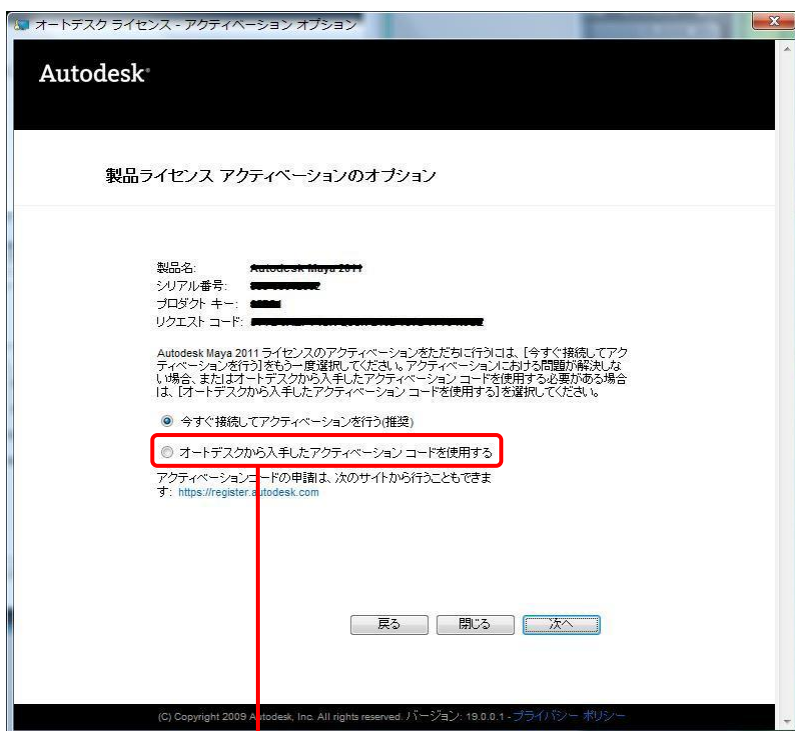 オートデスク ライセンス - アクティベーション オプション
Autodesk®
製品ライセンス アクティベーションのオプション
製品名: Autodesk Maya 2011
シリアル番号:
プロダクト キー:
リクエスト コード:
Autodesk Maya 2011 ライセンスのアクティベーションをただちに行うには、[今すぐ接続してアク
ティベーションを行う]をもう一度選択してください。アクティベーションにおける問題が解決しな
い場合、またはオートデスクから入手したアクティベーション コードを使用する必要がある場合
は、[オートデスクから入手したアクティベーション コードを使用する]を選択してください。
今すぐ接続してアクティベーションを行う(推奨)
オートデスクから入手したアクティベーション コードを使用する
アクティベーションコードの申請は、次のサイトから行うこともできま
す: https://register.autodesk.com
戻る 閉じる 次へ
(C) Copyright 2009 Autodesk, Inc. All rights reserved. バージョン: 19.0.0.1 - プライバシー ポリシー